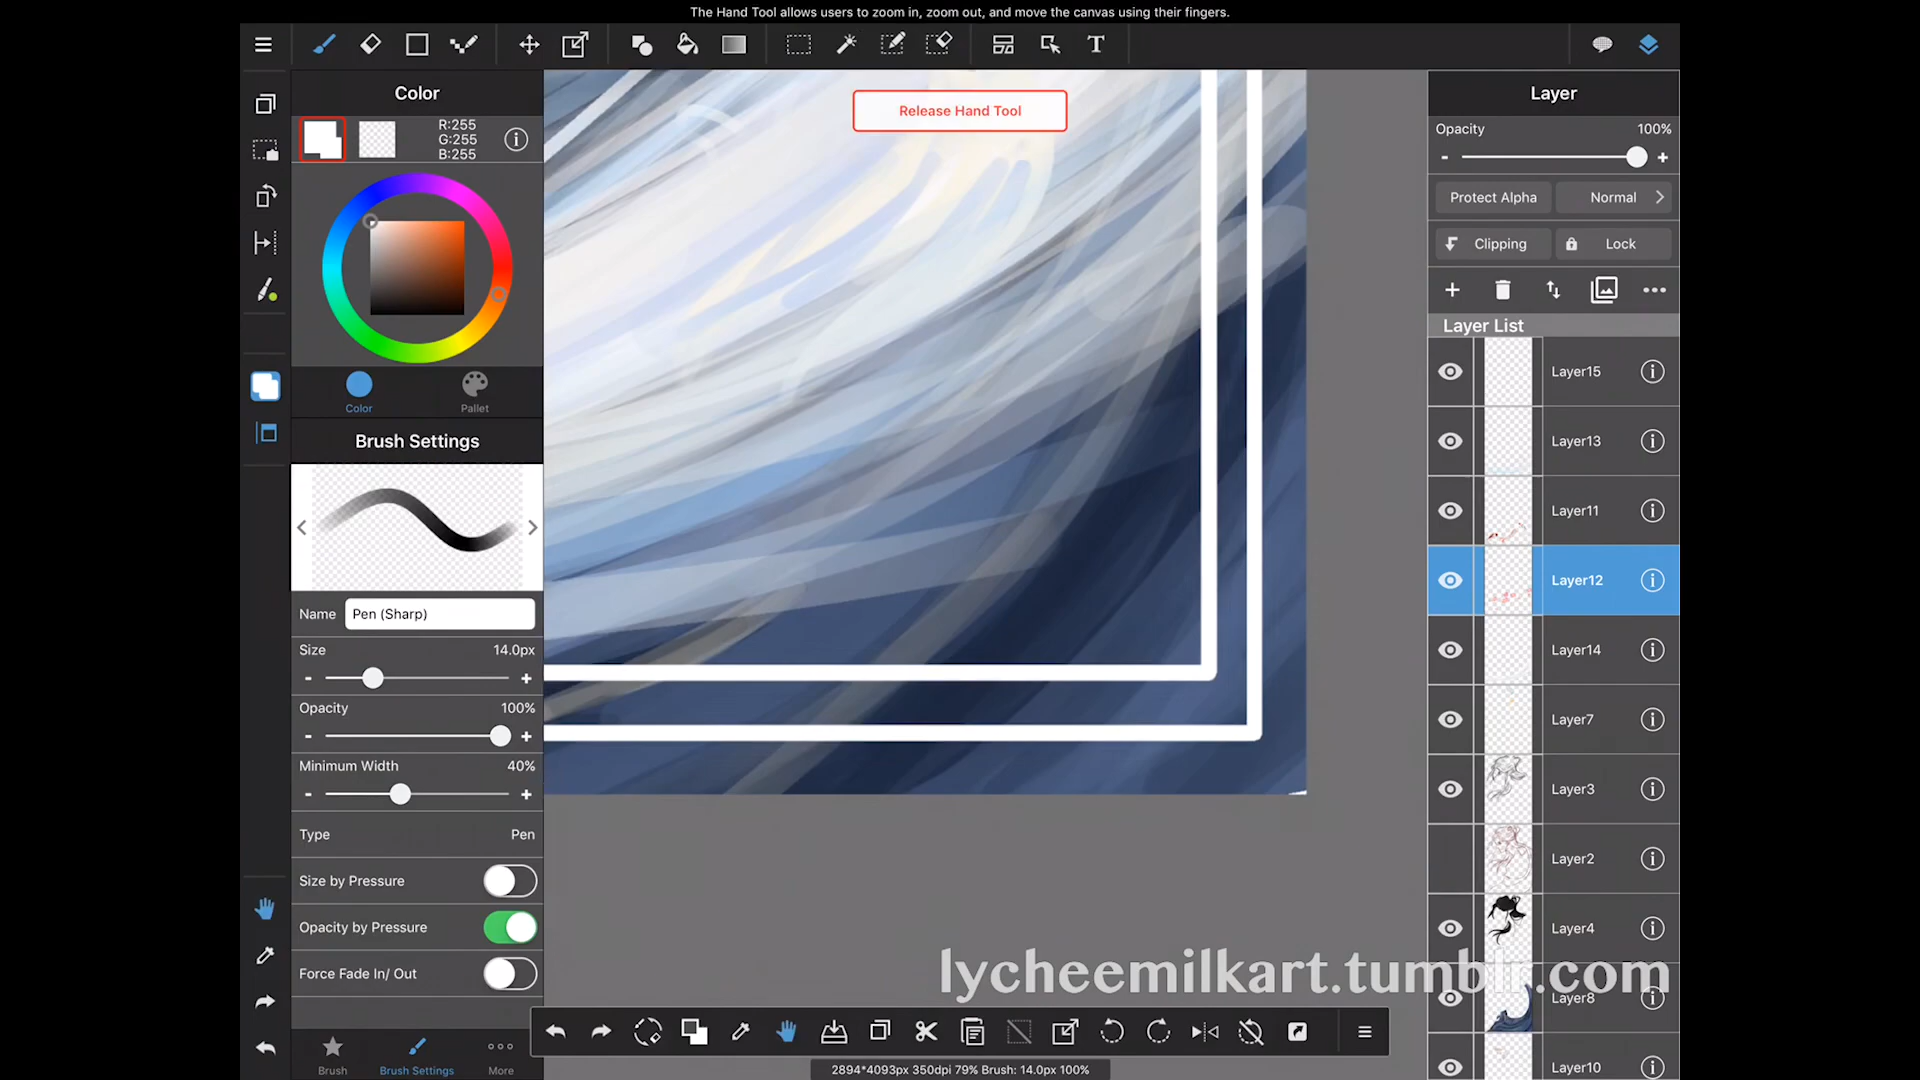 The Hand Tool allows users to zoom in, zoom out, and move the canvas using their fingers.
T
Color
R:255
G:255
B:255
Color
Pallet
Brush Settings
Name
Pen (Sharp)
Size
14.0px
Opacity
100%
Minimum Width
40%
Type
Pen
Size by Pressure
Opacity by Pressure
Force Fade In/ Out
Brush
Brush Settings
More
Release Hand Tool
2894*4093px 350dpi 79% Brush: 14.0px 100%
Layer
Opacity
100%
Protect Alpha
Normal
Clipping
Lock
Layer List
Layer15
Layer13
Layer11
Layer12
Layer14
Layer7
Layer3
Layer2
Layer4
lycheemilkart.tumblr.com
Layer8
Layer10